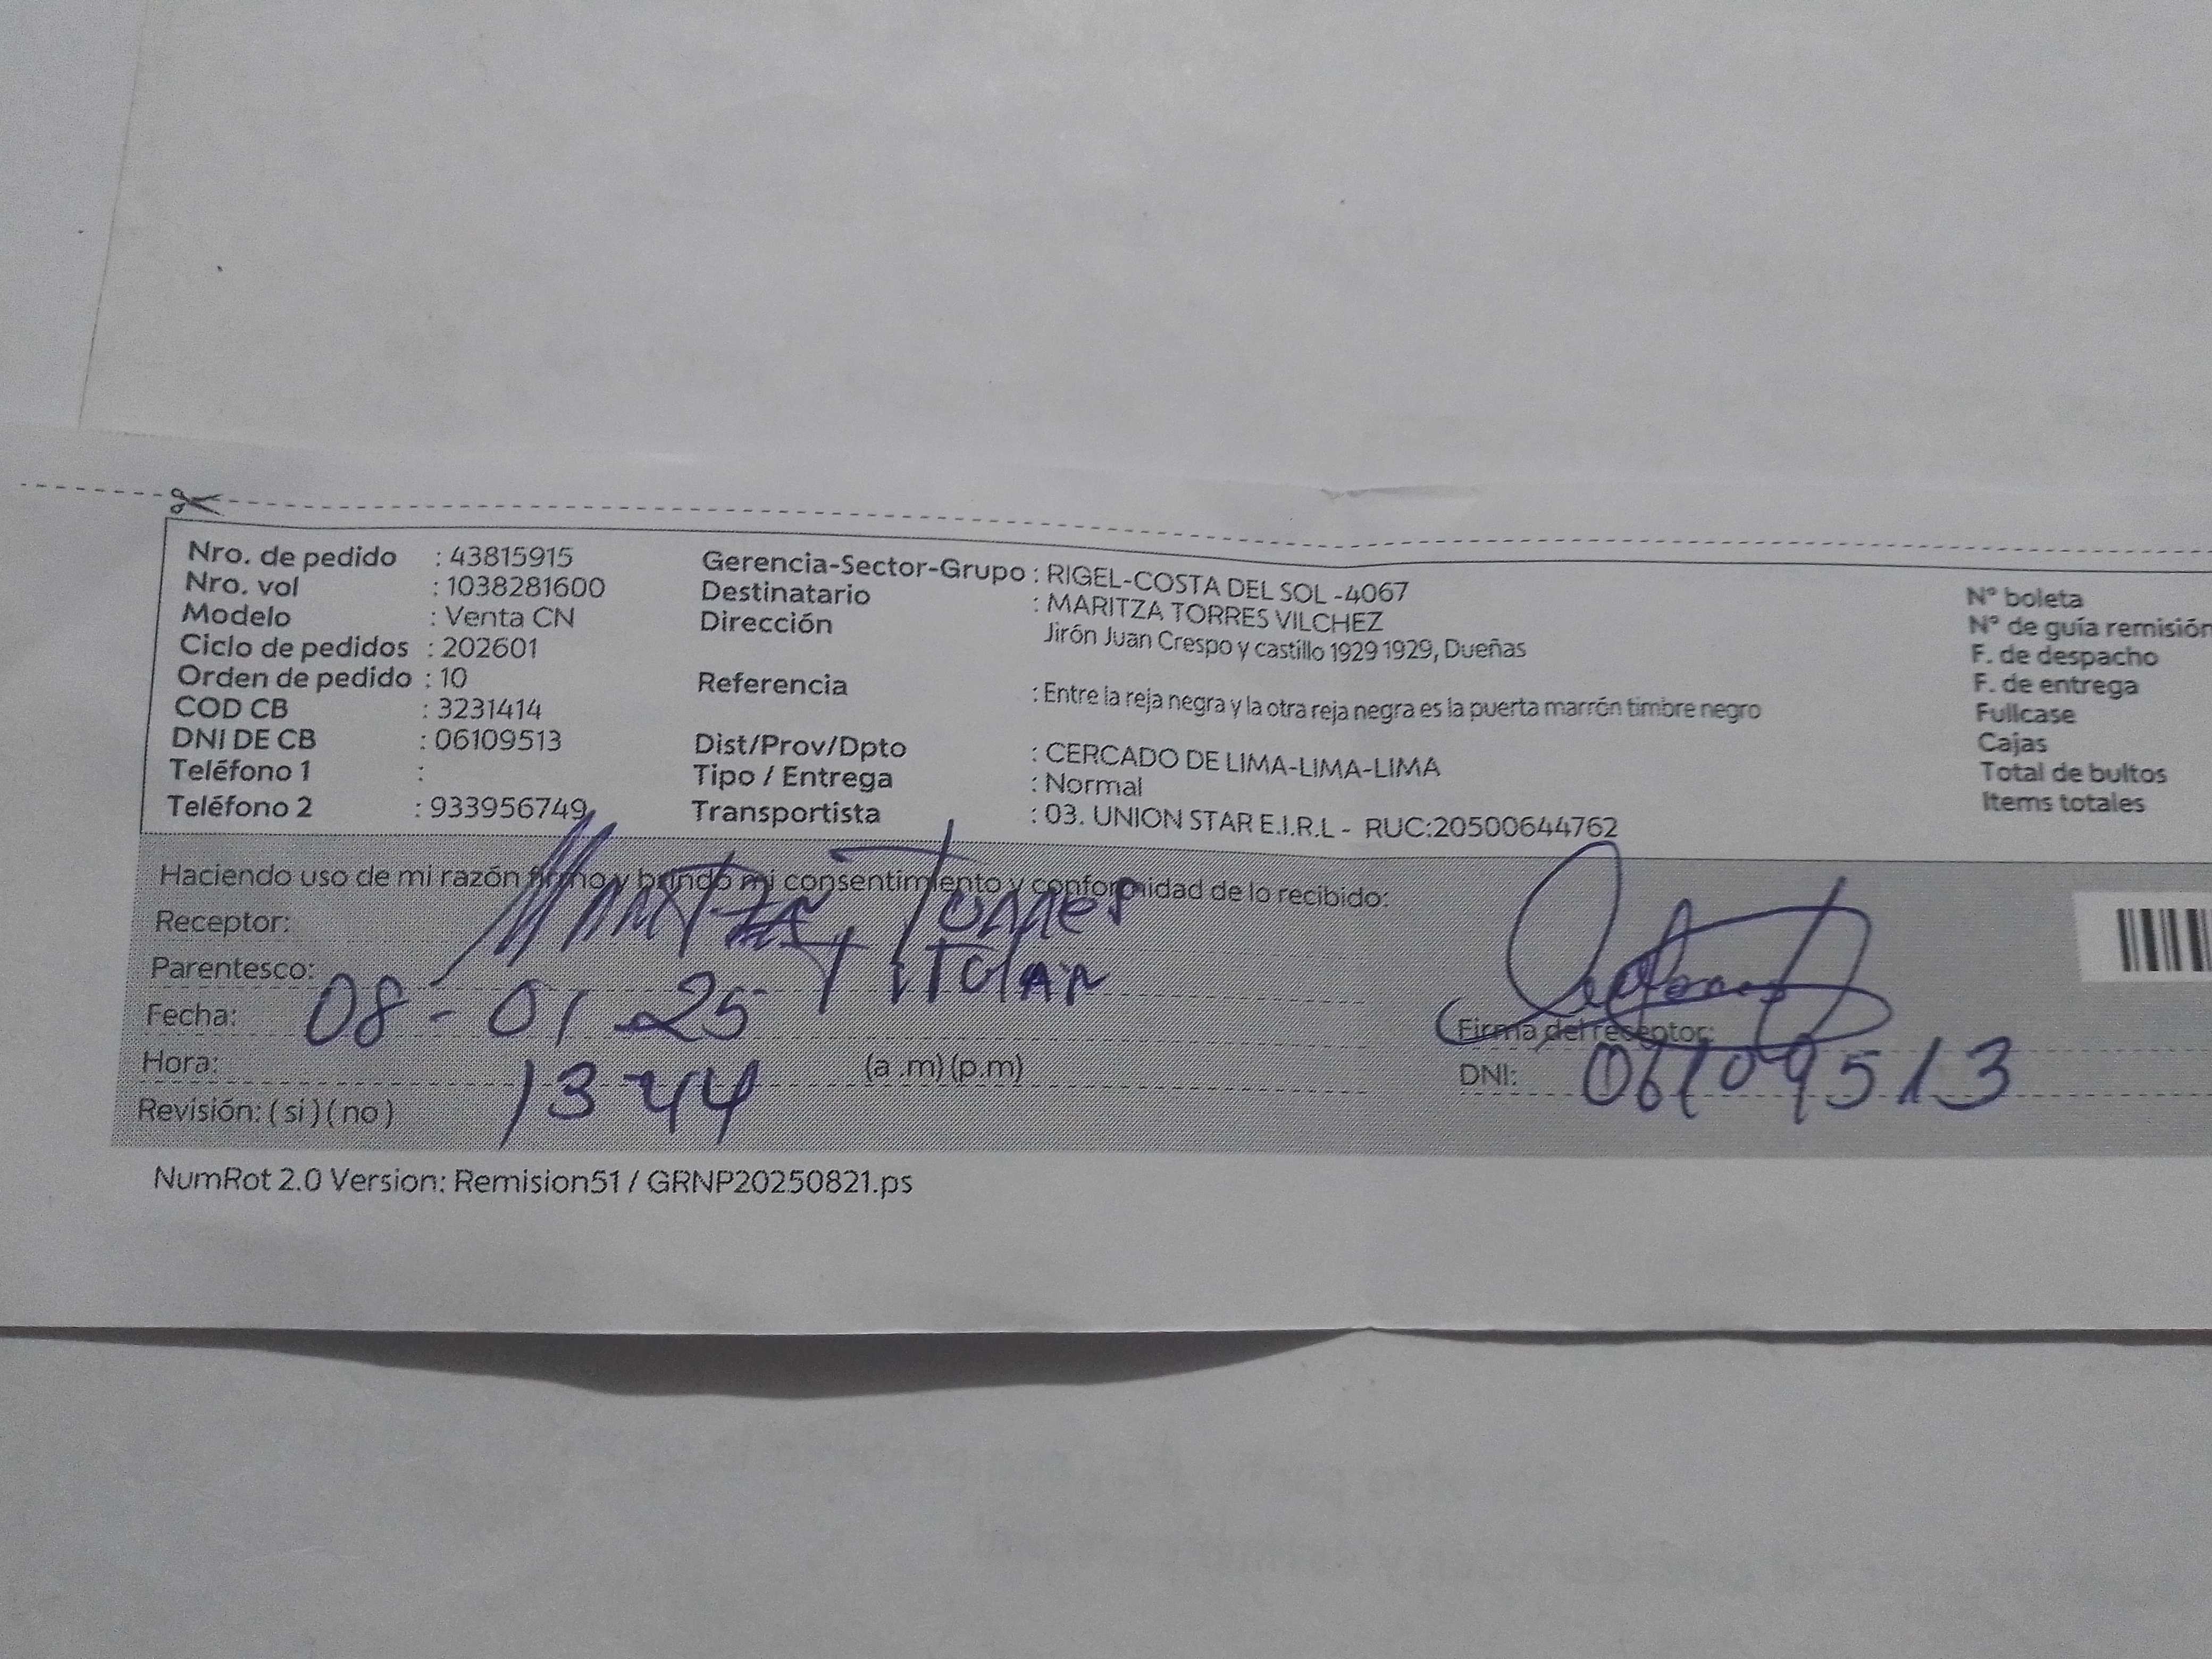 Nro. de pedido : 43815915
Nro. vol : 1038281600
Modelo : Venta CN
Ciclo de pedidos : 202601
Orden de pedido : 10
COD CB : 3231414
DNI DE CB : 06109513
Teléfono 1 :
Teléfono 2 : 933956749
Gerencia-Sector-Grupo : RIGEL-COSTA DEL SOL -4067
Destinatario : MARITZA TORRES VILCHEZ
Dirección Jirón Juan Crespo y castillo 1929 1929, Dueñas
Referencia : Entre la reja negra y la otra reja negra es la puerta marrón timbre negro
Dist/Prov/Dpto : CERCADO DE LIMA-LIMA-LIMA
Tipo / Entrega : Normal
Transportista : 03. UNION STAR E.I.R.L - RUC:20500644762
N° boleta
N° de guía remisión
F. de despacho
F. de entrega
Fullcase
Cajas
Total de bultos
Items totales
Haciendo uso de mi razón firmo y brindo mi consentimiento y conformidad de lo recibido:
Receptor: Maritza Torres
Parentesco: Titular
Fecha: 08-01 25
Hora: 13 44 (a .m) (p.m)
Revisión: ( si ) ( no )
Firma del receptor:
DNI: 06109513
NumRot 2.0 Version: Remision51 / GRNP20250821.ps